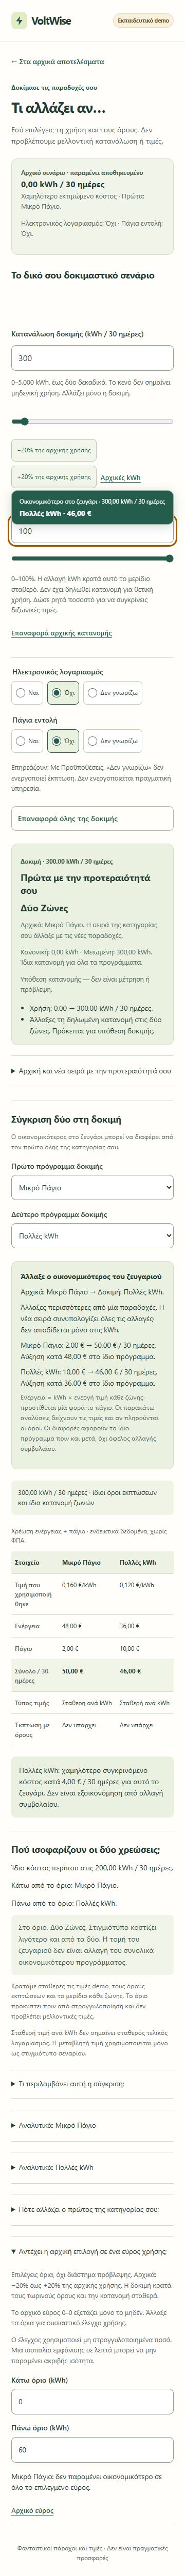 VoltWise
Εκπαιδευτικό demo
← Στα αρχικά αποτελέσματα
Δοκίμασε τις παραδοχές σου
Τι αλλάζει αν…
Εσύ επιλέγεις τη χρήση και τους όρους. Δεν
προβλέπουμε μελλοντική κατανάλωση ή τιμές.
Αρχικό σενάριο · παραμένει αποθηκευμένο
0,00 kWh / 30 ημέρες
Χαμηλότερο εκτιμώμενο κόστος · Πρώτα:
Μικρό Πάγιο.
Ηλεκτρονικός λογαριασμός: Όχι · Πάγια εντολή:
Όχι.
Το δικό σου δοκιμαστικό σενάριο
Κατανάλωση δοκιμής (kWh / 30 ημέρες)
300
0–5.000 kWh, έως δύο δεκαδικά. Το κενό δεν σημαίνει
μηδενική χρήση. Αλλάζει μόνο η δοκιμή.
−20% της αρχικής χρήσης
+20% της αρχικής χρήσης
Αρχικές kWh
Οικονομικότερο στο ζευγάρι · 300,00 kWh / 30 ημέρες
Πολλές kWh · 46,00 €
100
0–100%. Η αλλαγή kWh κρατά αυτό το μερίδιο
σταθερό. Δεν έχει δηλωθεί κατανομή για θετική
χρήση. Δώσε ρητά ποσοστό για να συγκρίνεις
διζωνικές τιμές.
Επαναφορά αρχικής κατανομής
Ηλεκτρονικός λογαριασμός
Ναι
Όχι
Δεν γνωρίζω
Πάγια εντολή
Ναι
Όχι
Δεν γνωρίζω
Επηρεάζουν: Με Προϋποθέσεις. «Δεν γνωρίζω» δεν
ενεργοποιεί έκπτωση. Δεν ενεργοποιείται πραγματική
υπηρεσία.
Επαναφορά όλης της δοκιμής
Δοκιμή · 300,00 kWh / 30 ημέρες
Πρώτα με την προτεραιότητά
σου
Δύο Ζώνες
Αρχικά: Μικρό Πάγιο. Η σειρά της κατηγορίας
σου άλλαξε με τις νέες παραδοχές.
Κανονική: 0,00 kWh · Μειωμένη: 300,00 kWh.
Ίδια κατανομή για όλα τα προγράμματα.
Υπόθεση κατανομής — δεν είναι μέτρηση ή
πρόβλεψη.
Χρήση: 0,00 → 300,00 kWh / 30 ημέρες.
Άλλαξες τη δηλωμένη κατανομή στις δύο
ζώνες. Πρόκειται για υπόθεση δοκιμής.
Αρχική και νέα σειρά με την προτεραιότητά σου
Σύγκριση δύο στη δοκιμή
Ο οικονομικότερος στο ζευγάρι μπορεί να διαφέρει από
τον πρώτο όλης της κατηγορίας σου.
Πρώτο πρόγραμμα δοκιμής
Μικρό Πάγιο
Δεύτερο πρόγραμμα δοκιμής
Πολλές kWh
Άλλαξε ο οικονομικότερος του ζευγαριού
Αρχικά: Μικρό Πάγιο → Δοκιμή: Πολλές kWh.
Άλλαξες περισσότερες από μία παραδοχές. Η
νέα σειρά συνυπολογίζει όλες τις αλλαγές·
δεν αποδίδεται μόνο στις kWh.
Μικρό Πάγιο: 2,00 € → 50,00 € / 30 ημέρες.
Αύξηση κατά 48,00 € στο ίδιο πρόγραμμα.
Πολλές kWh: 10,00 € → 46,00 € / 30 ημέρες.
Αύξηση κατά 36,00 € στο ίδιο πρόγραμμα.
Ενέργεια = kWh × ενεργή τιμή κάθε ζώνης·
προστίθεται μία φορά το πάγιο. Οι παρακάτω
αναλύσεις δείχνουν τις τιμές και αν πληρούνται
οι όροι. Οι διαφορές αφορούν το ίδιο
πρόγραμμα πριν και μετά, όχι όφελος αλλαγής
συμβολαίου.
300,00 kWh / 30 ημέρες · ίδιοι όροι εκπτώσεων
και ίδια κατανομή ζωνών
Χρέωση ενέργειας + πάγιο · ενδεικτικά δεδομένα, χωρίς
ΦΠΑ.
Στοιχείο Μικρό Πάγιο Πολλές kWh
Τιμή που
χρησιμοποιή
θηκε
0,160 €/kWh 0,120 €/kWh
Ενέργεια 48,00 € 36,00 €
Πάγιο 2,00 € 10,00 €
Σύνολο / 30
ημέρες
50,00 € 46,00 €
Τύπος τιμής Σταθερή ανά kWh Σταθερή ανά kWh
Έκπτωση με
όρους
Δεν υπάρχει Δεν υπάρχει
Πολλές kWh: χαμηλότερο συγκρινόμενο
κόστος κατά 4,00 € / 30 ημέρες για αυτό το
ζευγάρι. Δεν είναι εξοικονόμηση από αλλαγή
συμβολαίου.
Πού ισοφαρίζουν οι δύο χρεώσεις;
Ίδιο κόστος περίπου στις 200,00 kWh / 30 ημέρες.
Κάτω από το όριο: Μικρό Πάγιο.
Πάνω από το όριο: Πολλές kWh.
Στο όριο, Δύο Ζώνες, Στιγμιότυπο κοστίζει
λιγότερο και από τα δύο. Η τομή του
ζευγαριού δεν είναι αλλαγή του συνολικά
οικονομικότερου προγράμματος.
Κρατάμε σταθερές τις τιμές demo, τους όρους
εκπτώσεων και το μερίδιο κάθε ζώνης. Το όριο
προκύπτει πριν από στρογγυλοποίηση και δεν
προβλέπει μελλοντικές τιμές.
Σταθερή τιμή ανά kWh δεν σημαίνει σταθερός τελικός
λογαριασμός. Η μεταβλητή τιμή χρησιμοποιείται μόνο
ως στιγμιότυπο σεναρίου.
Τι περιλαμβάνει αυτή η σύγκριση;
Αναλυτικά: Μικρό Πάγιο
Αναλυτικά: Πολλές kWh
Πότε αλλάζει ο πρώτος της κατηγορίας σου;
Αντέχει η αρχική επιλογή σε ένα εύρος χρήσης;
Επιλέγεις όρια, όχι διάστημα πρόβλεψης. Αρχικά:
−20% έως +20% της αρχικής χρήσης. Η δοκιμή κρατά
τους τωρινούς όρους και την κατανομή σταθερά.
Το αρχικό εύρος 0–0 εξετάζει μόνο το μηδέν. Άλλαξε
τα όρια για ουσιαστικό έλεγχο χρήσης.
Ο έλεγχος χρησιμοποιεί μη στρογγυλοποιημένα ποσά.
Μια ισοπαλία εμφάνισης σε λεπτά μπορεί να μην
παραμένει ακριβής ισότητα.
Κάτω όριο (kWh)
0
Πάνω όριο (kWh)
60
Μικρό Πάγιο: δεν παραμένει οικονομικότερο σε
όλο το επιλεγμένο εύρος.
Αρχικό εύρος
Φανταστικοί πάροχοι και τιμές · Δεν είναι πραγματικές
προσφορές